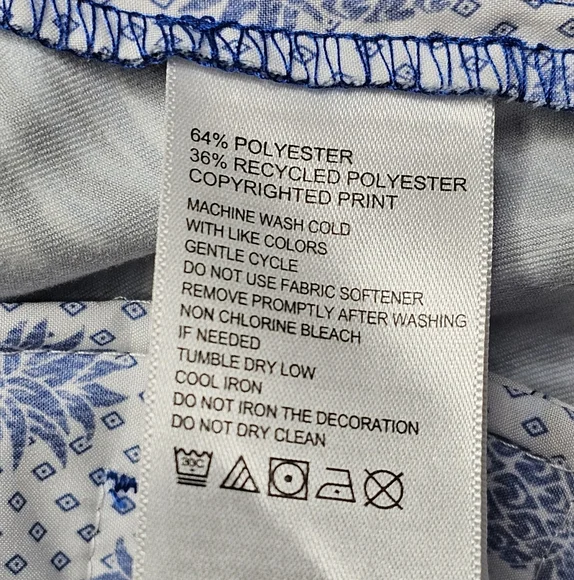 64% POLYESTER
36% RECYCLED POLYESTER
COPYRIGHTED PRINT
MACHINE WASH COLD
WITH LIKE COLORS
GENTLE CYCLE
DO NOT USE FABRIC SOFTENER
REMOVE PROMPTLY AFTER WASHING
NON CHLORINE BLEACH
IF NEEDED
TUMBLE DRY LOW
COOL IRON
DO NOT IRON THE DECORATION
DO NOT DRY CLEAN
30C